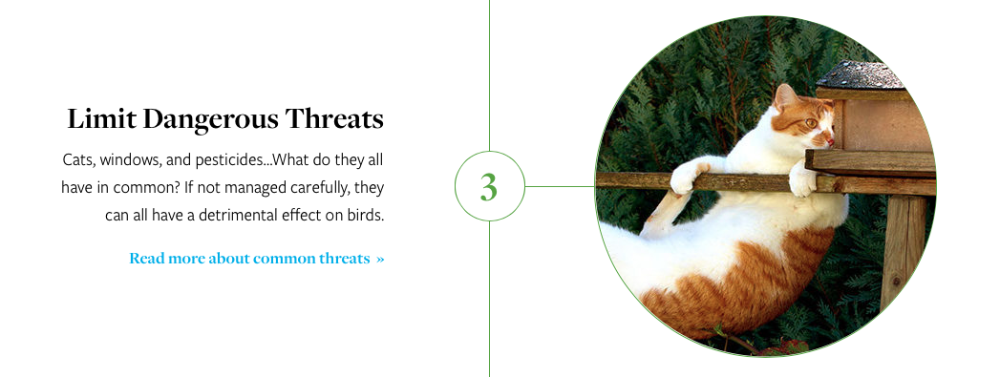 Limit Dangerous Threats
Cats, windows, and pesticides...What do they all
have in common? If not managed carefully, they
can all have a detrimental effect on birds.
Read more about common threats »
3